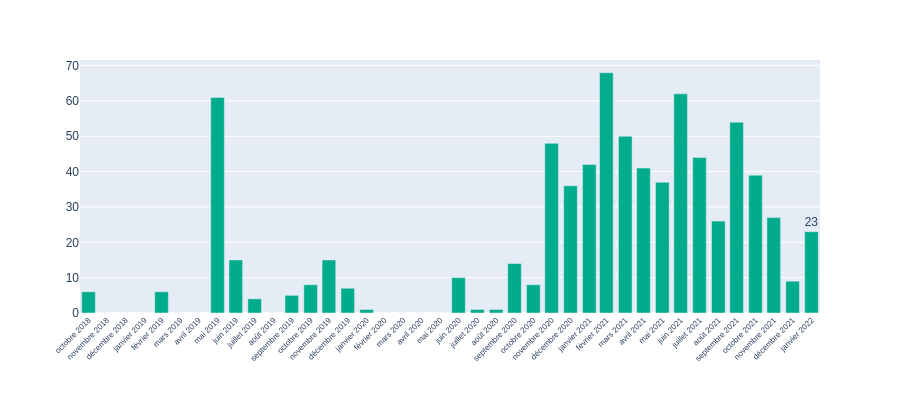 70
60
50
40
30
20
10
0
23
octobre 2018
novembre 2018
décembre 2018
janvier 2019
février 2019
mars 2019
avril 2019
mai 2019
juin 2019
juillet 2019
août 2019
septembre 2019
octobre 2019
novembre 2019
décembre 2019
janvier 2020
février 2020
mars 2020
avril 2020
mai 2020
juin 2020
juillet 2020
août 2020
septembre 2020
octobre 2020
novembre 2020
décembre 2020
janvier 2021
février 2021
mars 2021
avril 2021
mai 2021
juin 2021
juillet 2021
août 2021
septembre 2021
octobre 2021
novembre 2021
décembre 2021
janvier 2022